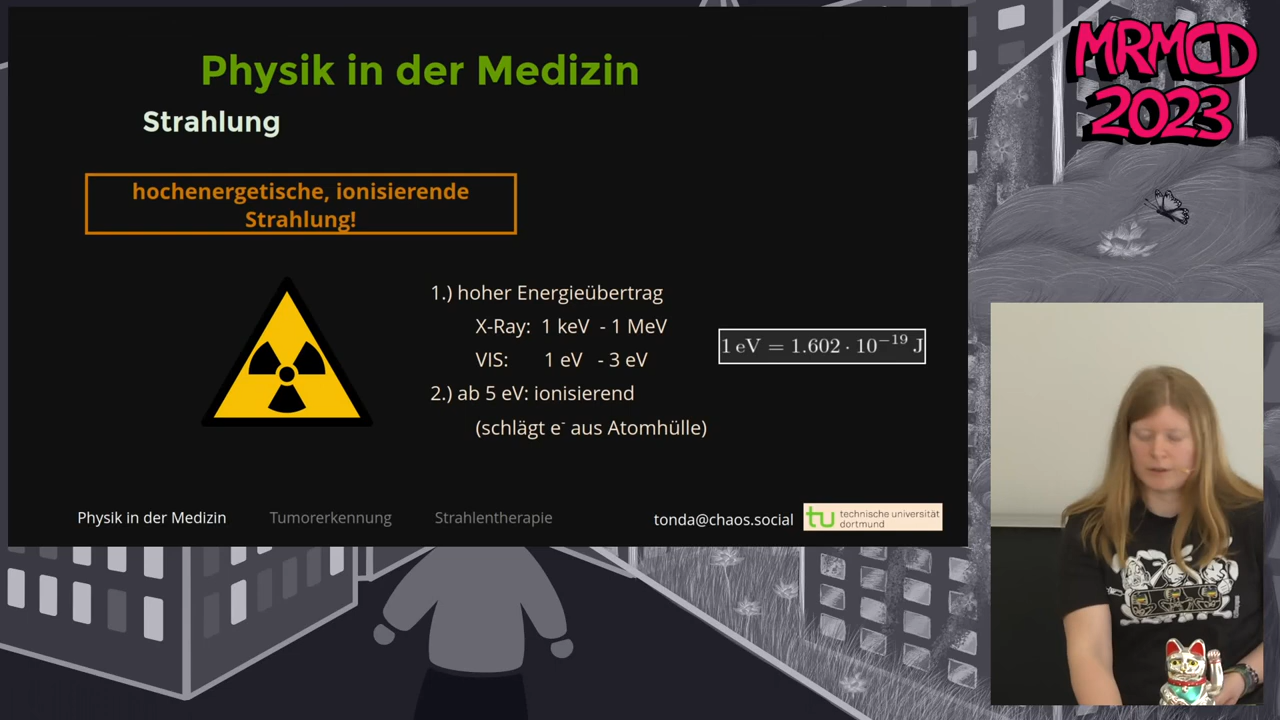 Physik in der Medizin
Strahlung
hochenergetische, ionisierende
Strahlung!
1.) hoher Energieübertrag
X-Ray: 1 keV - 1 MeV
VIS: 1 eV - 3 eV
1 eV = 1.602 · 10⁻¹⁹ J
2.) ab 5 eV: ionisierend
(schlägt e⁻ aus Atomhülle)
Physik in der Medizin Tumorerkennung Strahlentherapie
tonda@chaos.social
tu technische universität
dortmund
MRMCD
2023